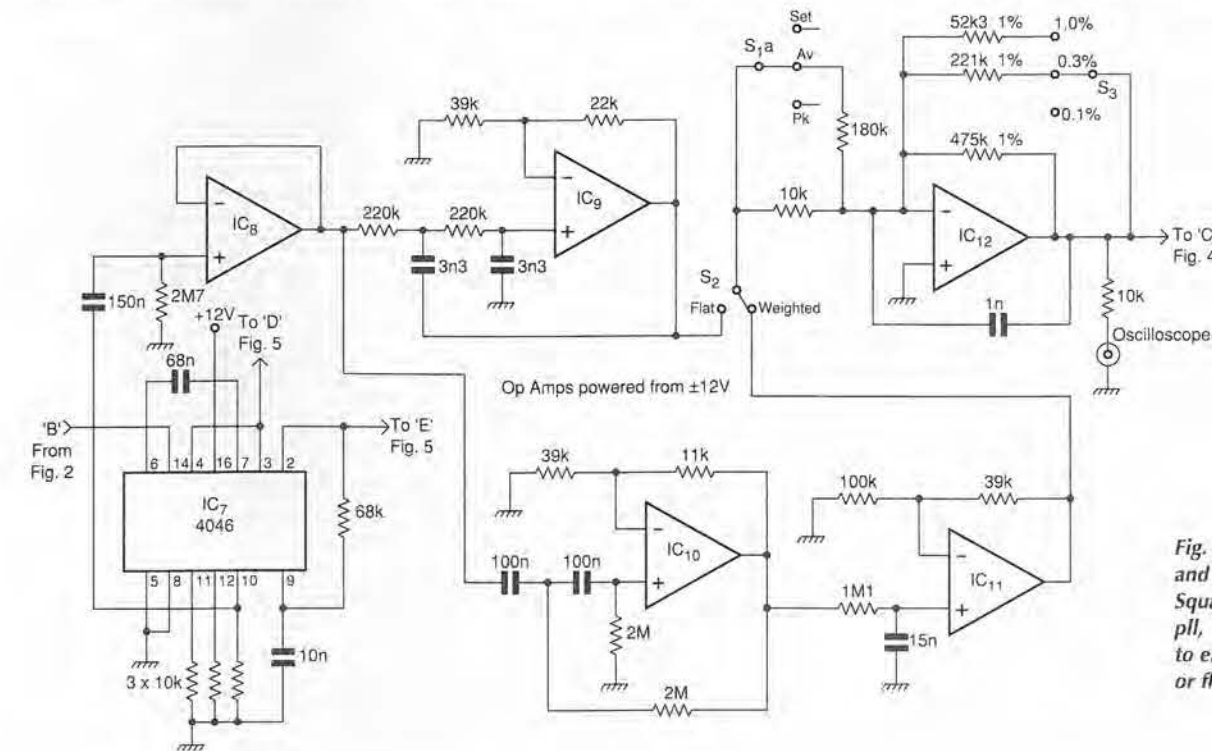 Set
52k3 1%
1,0%
S1a
Av
221k 1%
0.3%
S3
Pk
0.1%
180k
475k 1%
39k
22k
−
IC8
+
220k
220k
−
IC9
+
3n3
3n3
10k
−
IC12
+
To 'C'
Fig. 4
S2
Flat
Weighted
1n
10k
Oscilloscope
150n
2M7
+12V
To 'D'
Fig. 5
68n
Op Amps powered from ±12V
'B'
From
Fig. 2
To 'E'
Fig. 5
6 14 4 16 7 3 2
IC7
4046
68k
5 8 11 12 10 9
3 x 10k
10n
39k
11k
100n
100n
−
IC10
+
2M
2M
100k
39k
−
IC11
+
1M1
15n
Fig.
and
Squa
pll,
to e
or fl